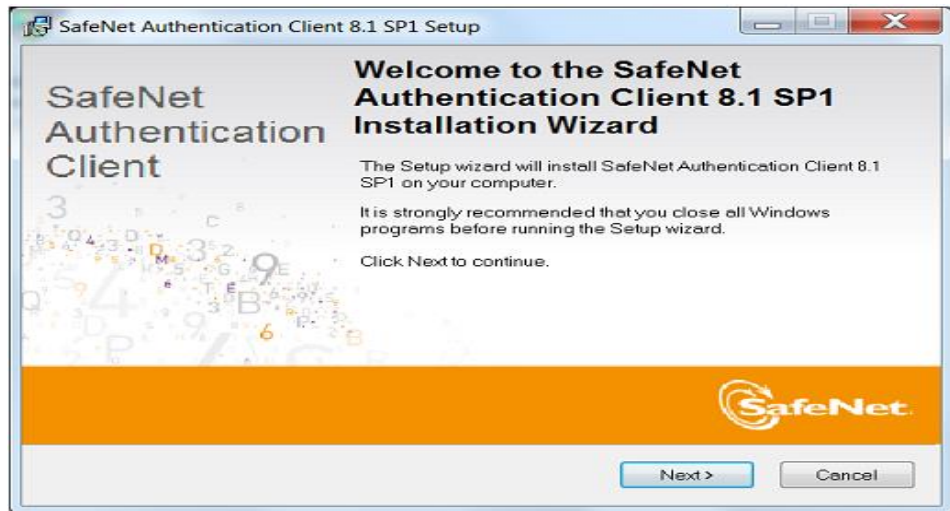 SafeNet Authentication Client 8.1 SP1 Setup
SafeNet
Authentication
Client
Welcome to the SafeNet
Authentication Client 8.1 SP1
Installation Wizard
The Setup wizard will install SafeNet Authentication Client 8.1
SP1 on your computer.
It is strongly recommended that you close all Windows
programs before running the Setup wizard.
Click Next to continue.
SafeNet.
Next >
Cancel